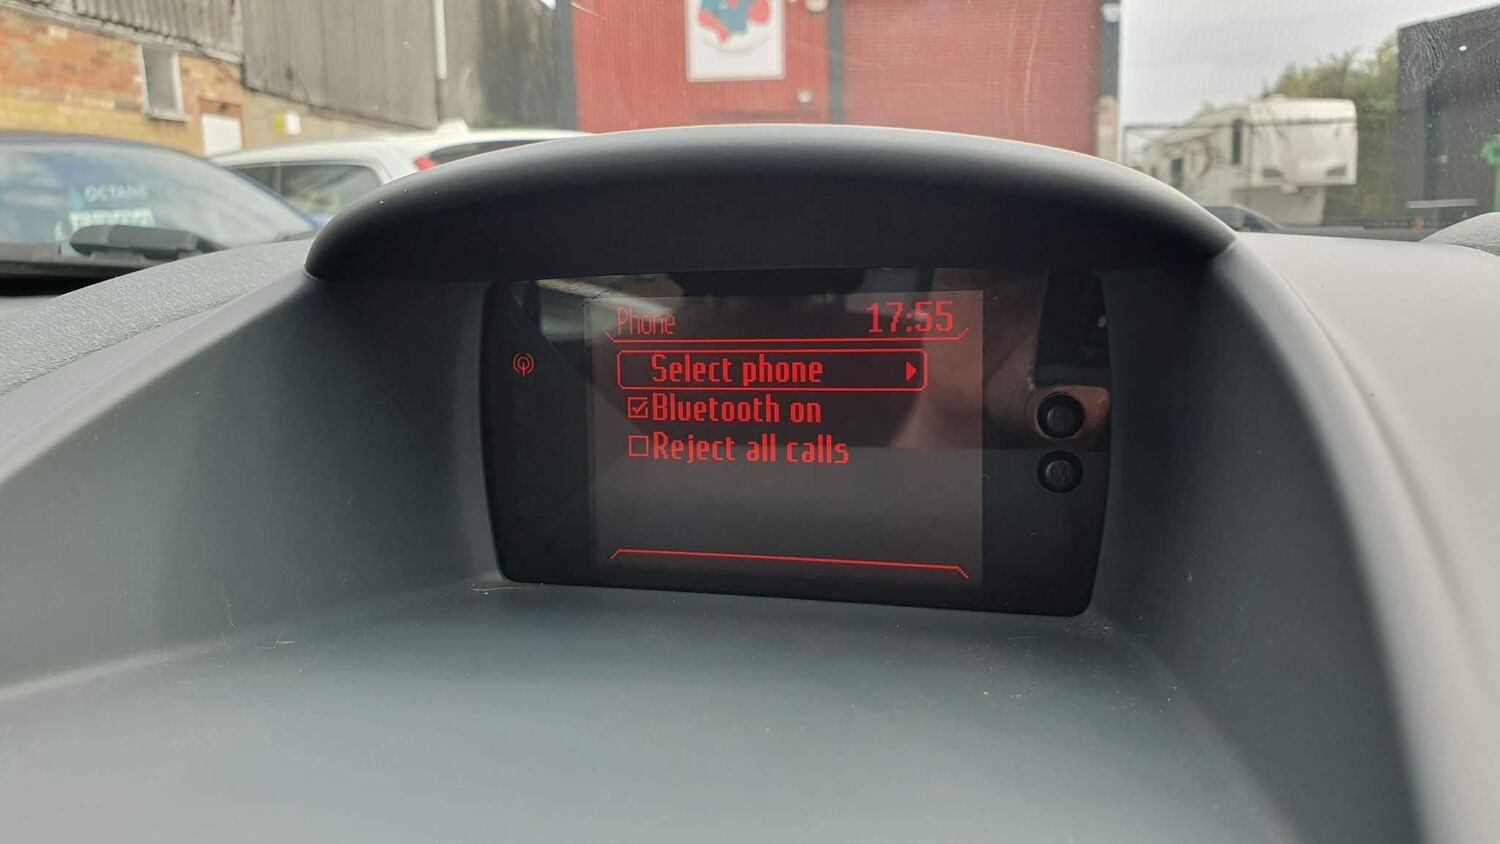 OCTANE
Phone 17:55
Select phone
Bluetooth on
Reject all calls
H
M